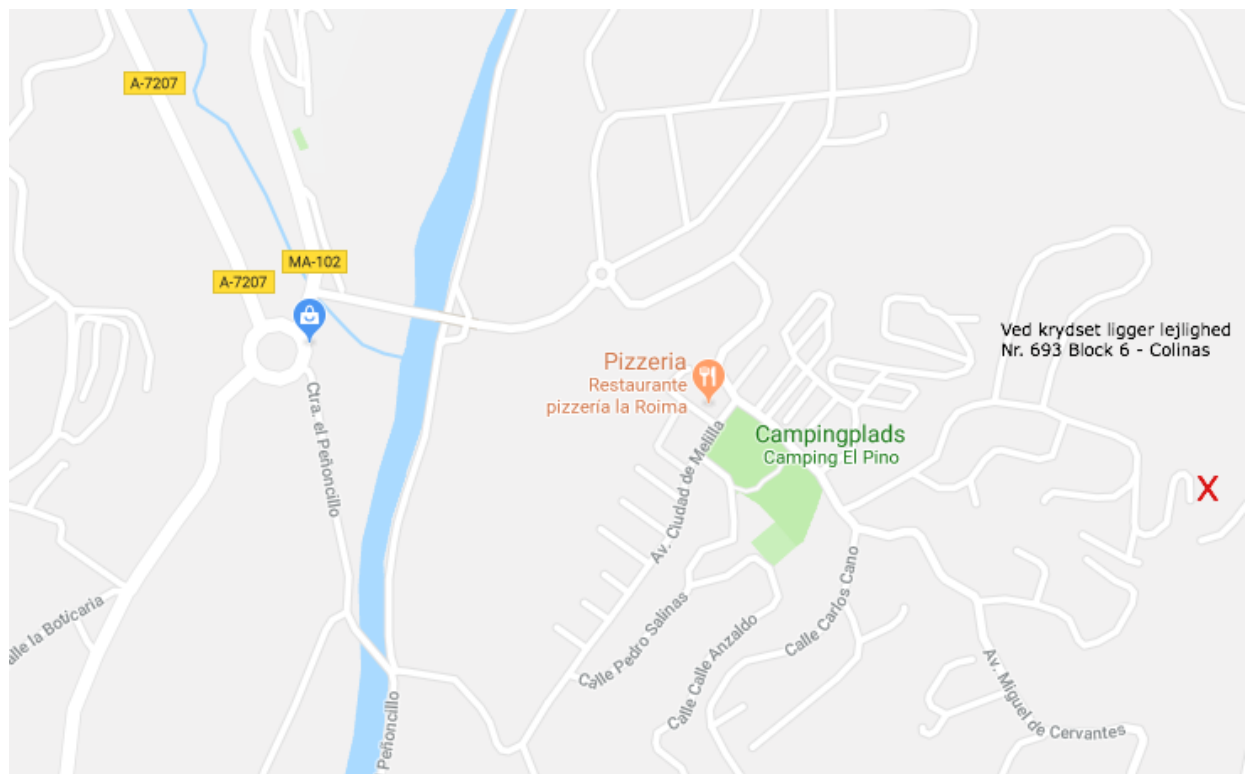 A-7207
MA-102
A-7207
Ved krydset ligger lejlighed
Nr. 693 Block 6 - Colinas
Pizzeria
Restaurante
pizzería la Roima
Campingplads
Camping El Pino
X
Ctra. el Peñoncillo
Av. Ciudad de Melilla
alle la Boticaria
Calle Pedro Salinas
Calle Calle Anzaldo
Calle Carlos Cano
Av. Miguel de Cervantes
Peñoncillo